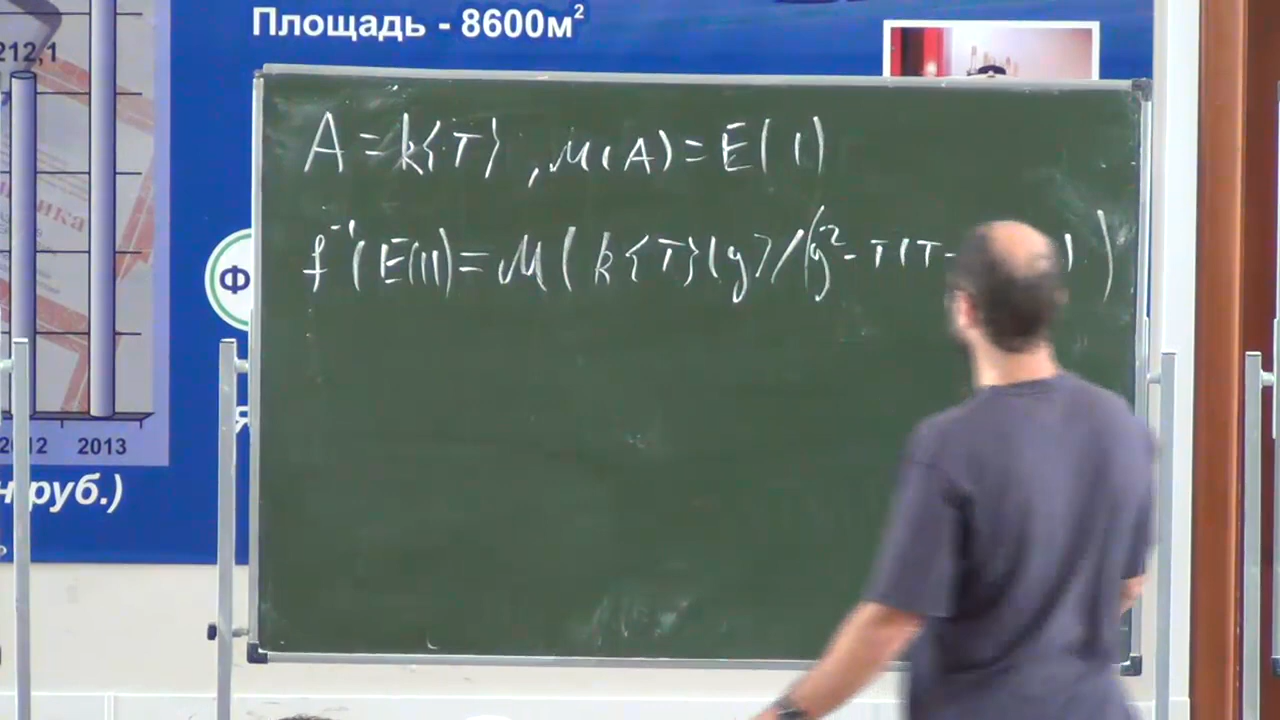 Площадь - 8600м²
212,1
A = k{T} , M(A) = E(1)
f⁻¹(E(1)) = M(k{T}[y]/(y²-T(T-
Ф
2012 2013
руб.)